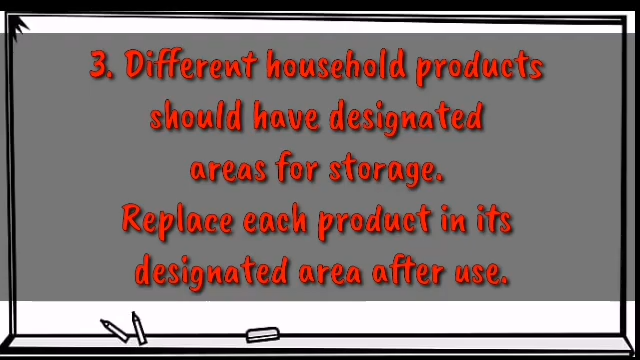 3. Different household products
should have designated
areas for storage.
Replace each product in its
designated area after use.